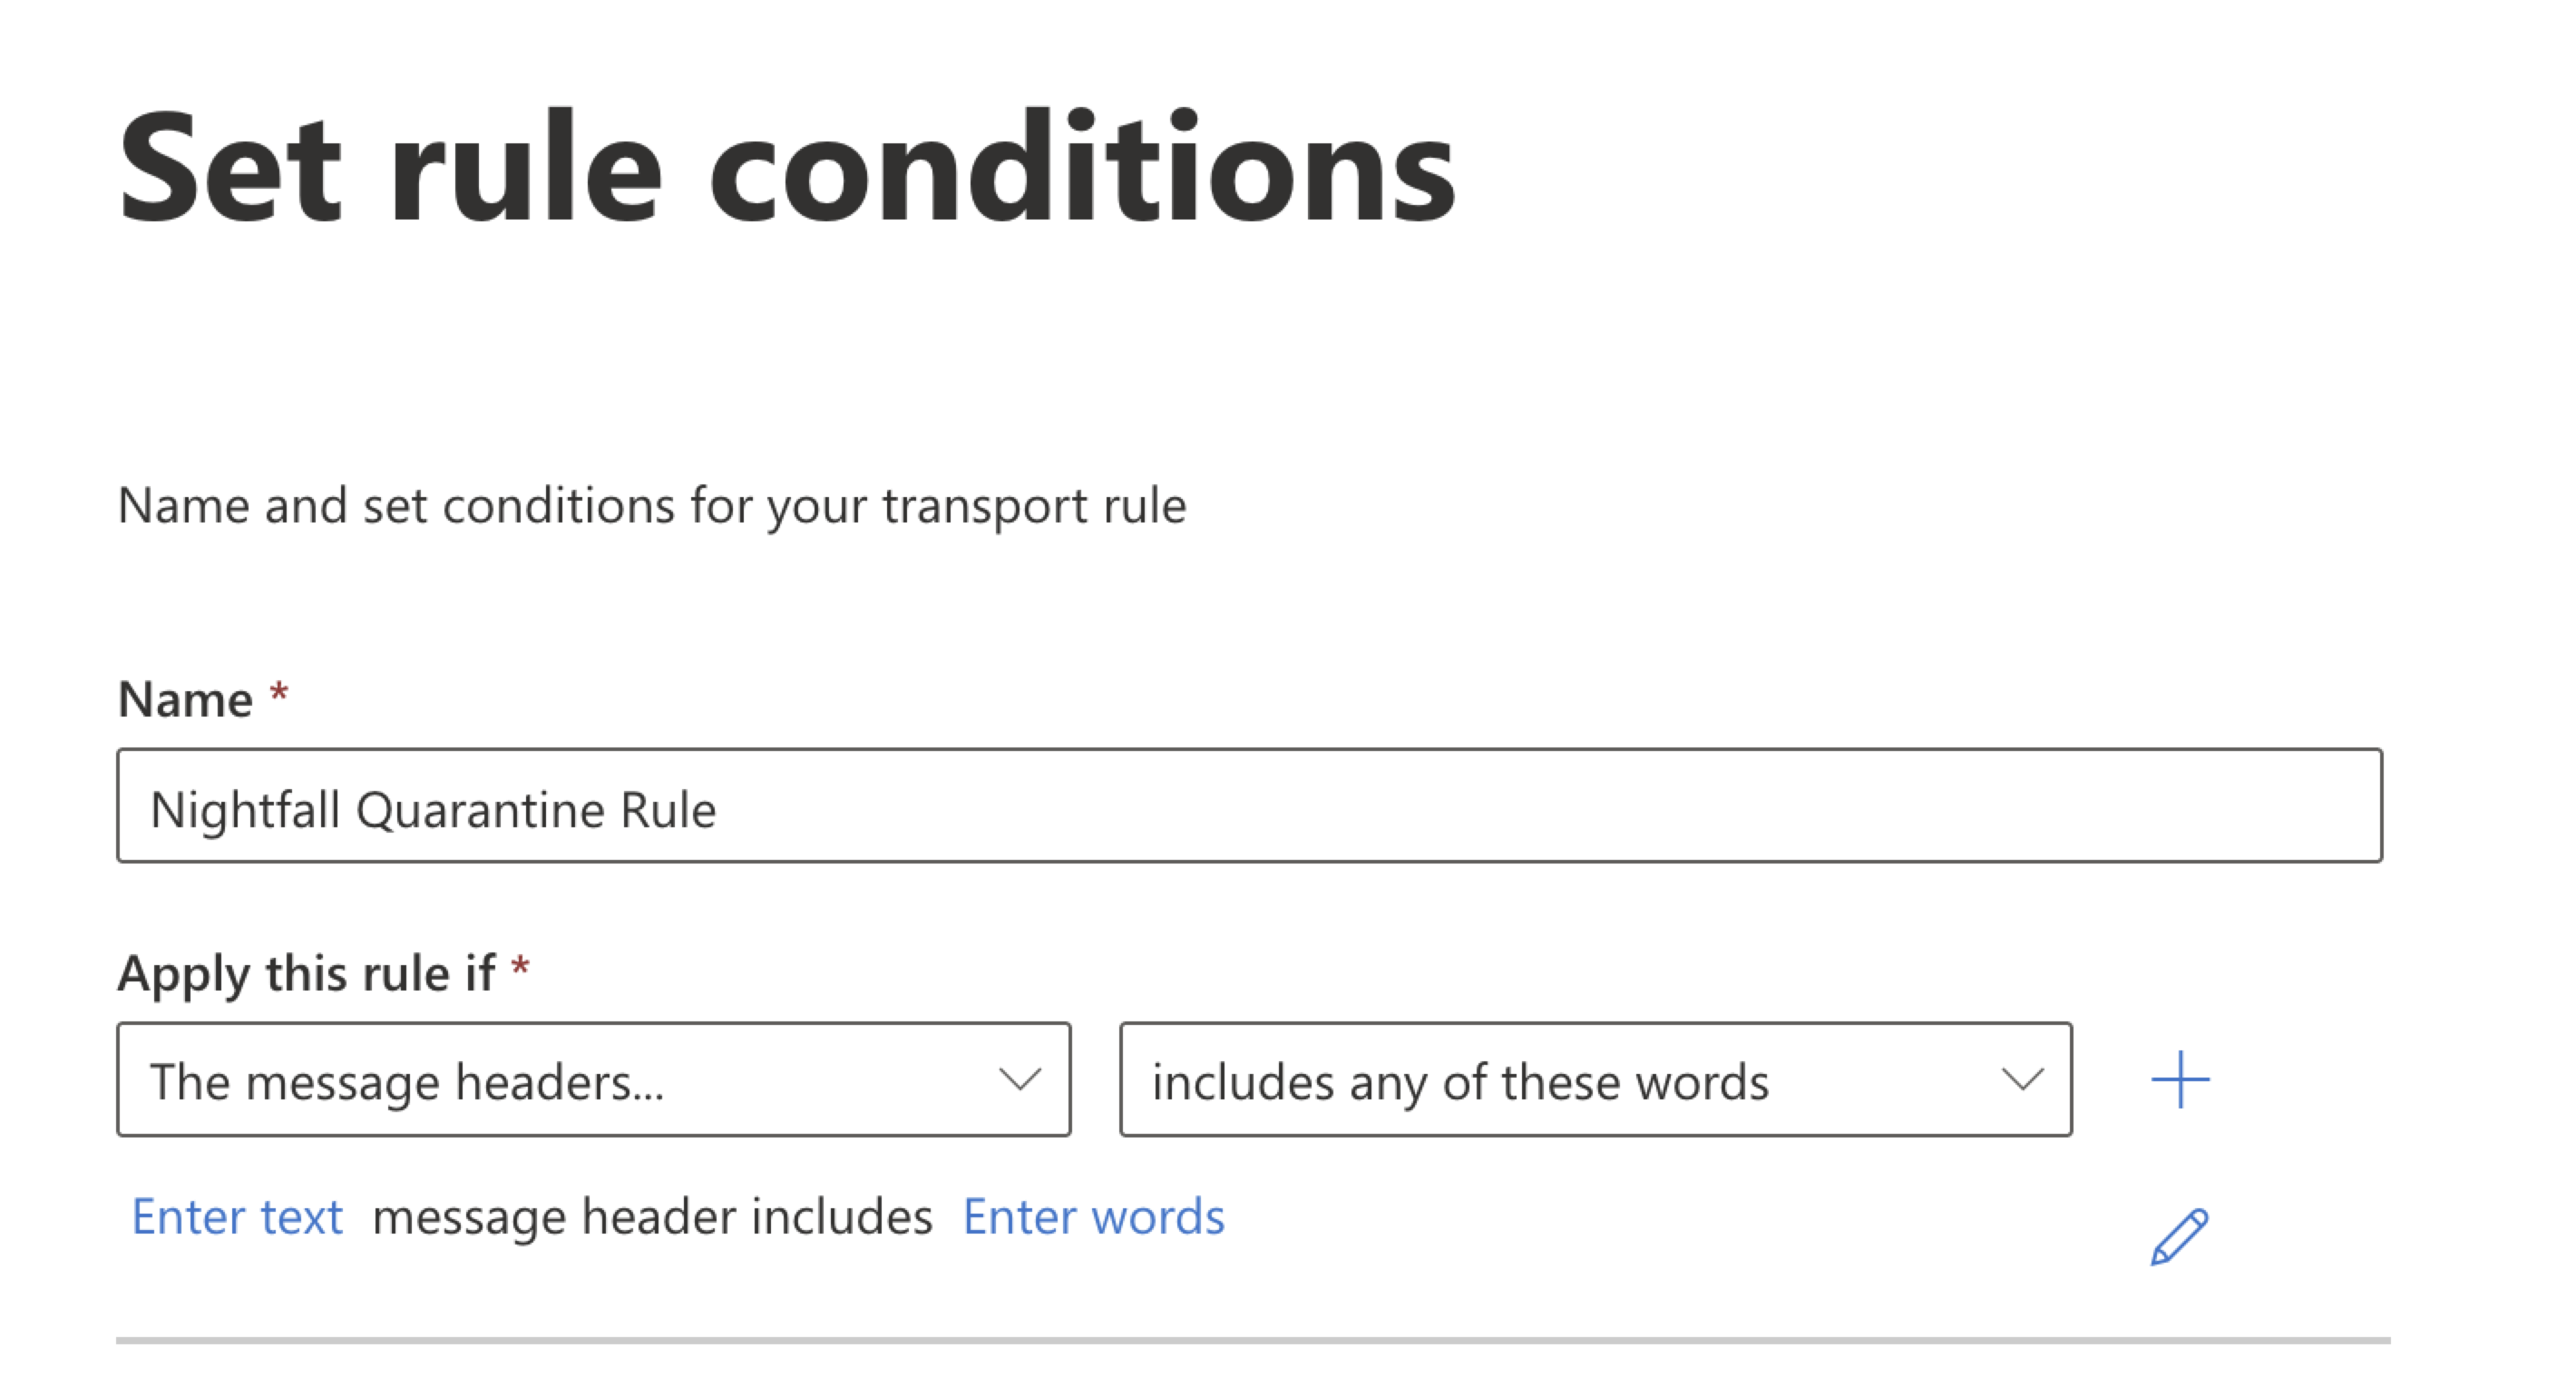 Set rule conditions
Name and set conditions for your transport rule
Name *
Nightfall Quarantine Rule
Apply this rule if *
The message headers... includes any of these words
Enter text message header includes Enter words